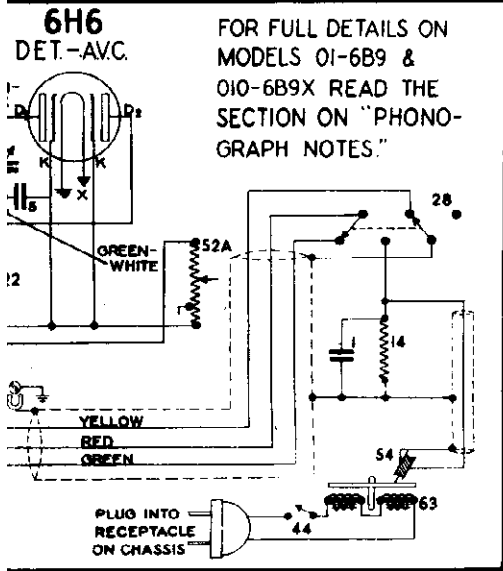 6H6
DET.-A.V.C.
FOR FULL DETAILS ON
MODELS 01-6B9 &
010-6B9X READ THE
SECTION ON "PHONO-
GRAPH NOTES."
D2
K
K
X
5
GREEN-
WHITE
52A
28
22
1
14
YELLOW
RED
GREEN
54
63
44
PLUG INTO
RECEPTACLE
ON CHASSIS